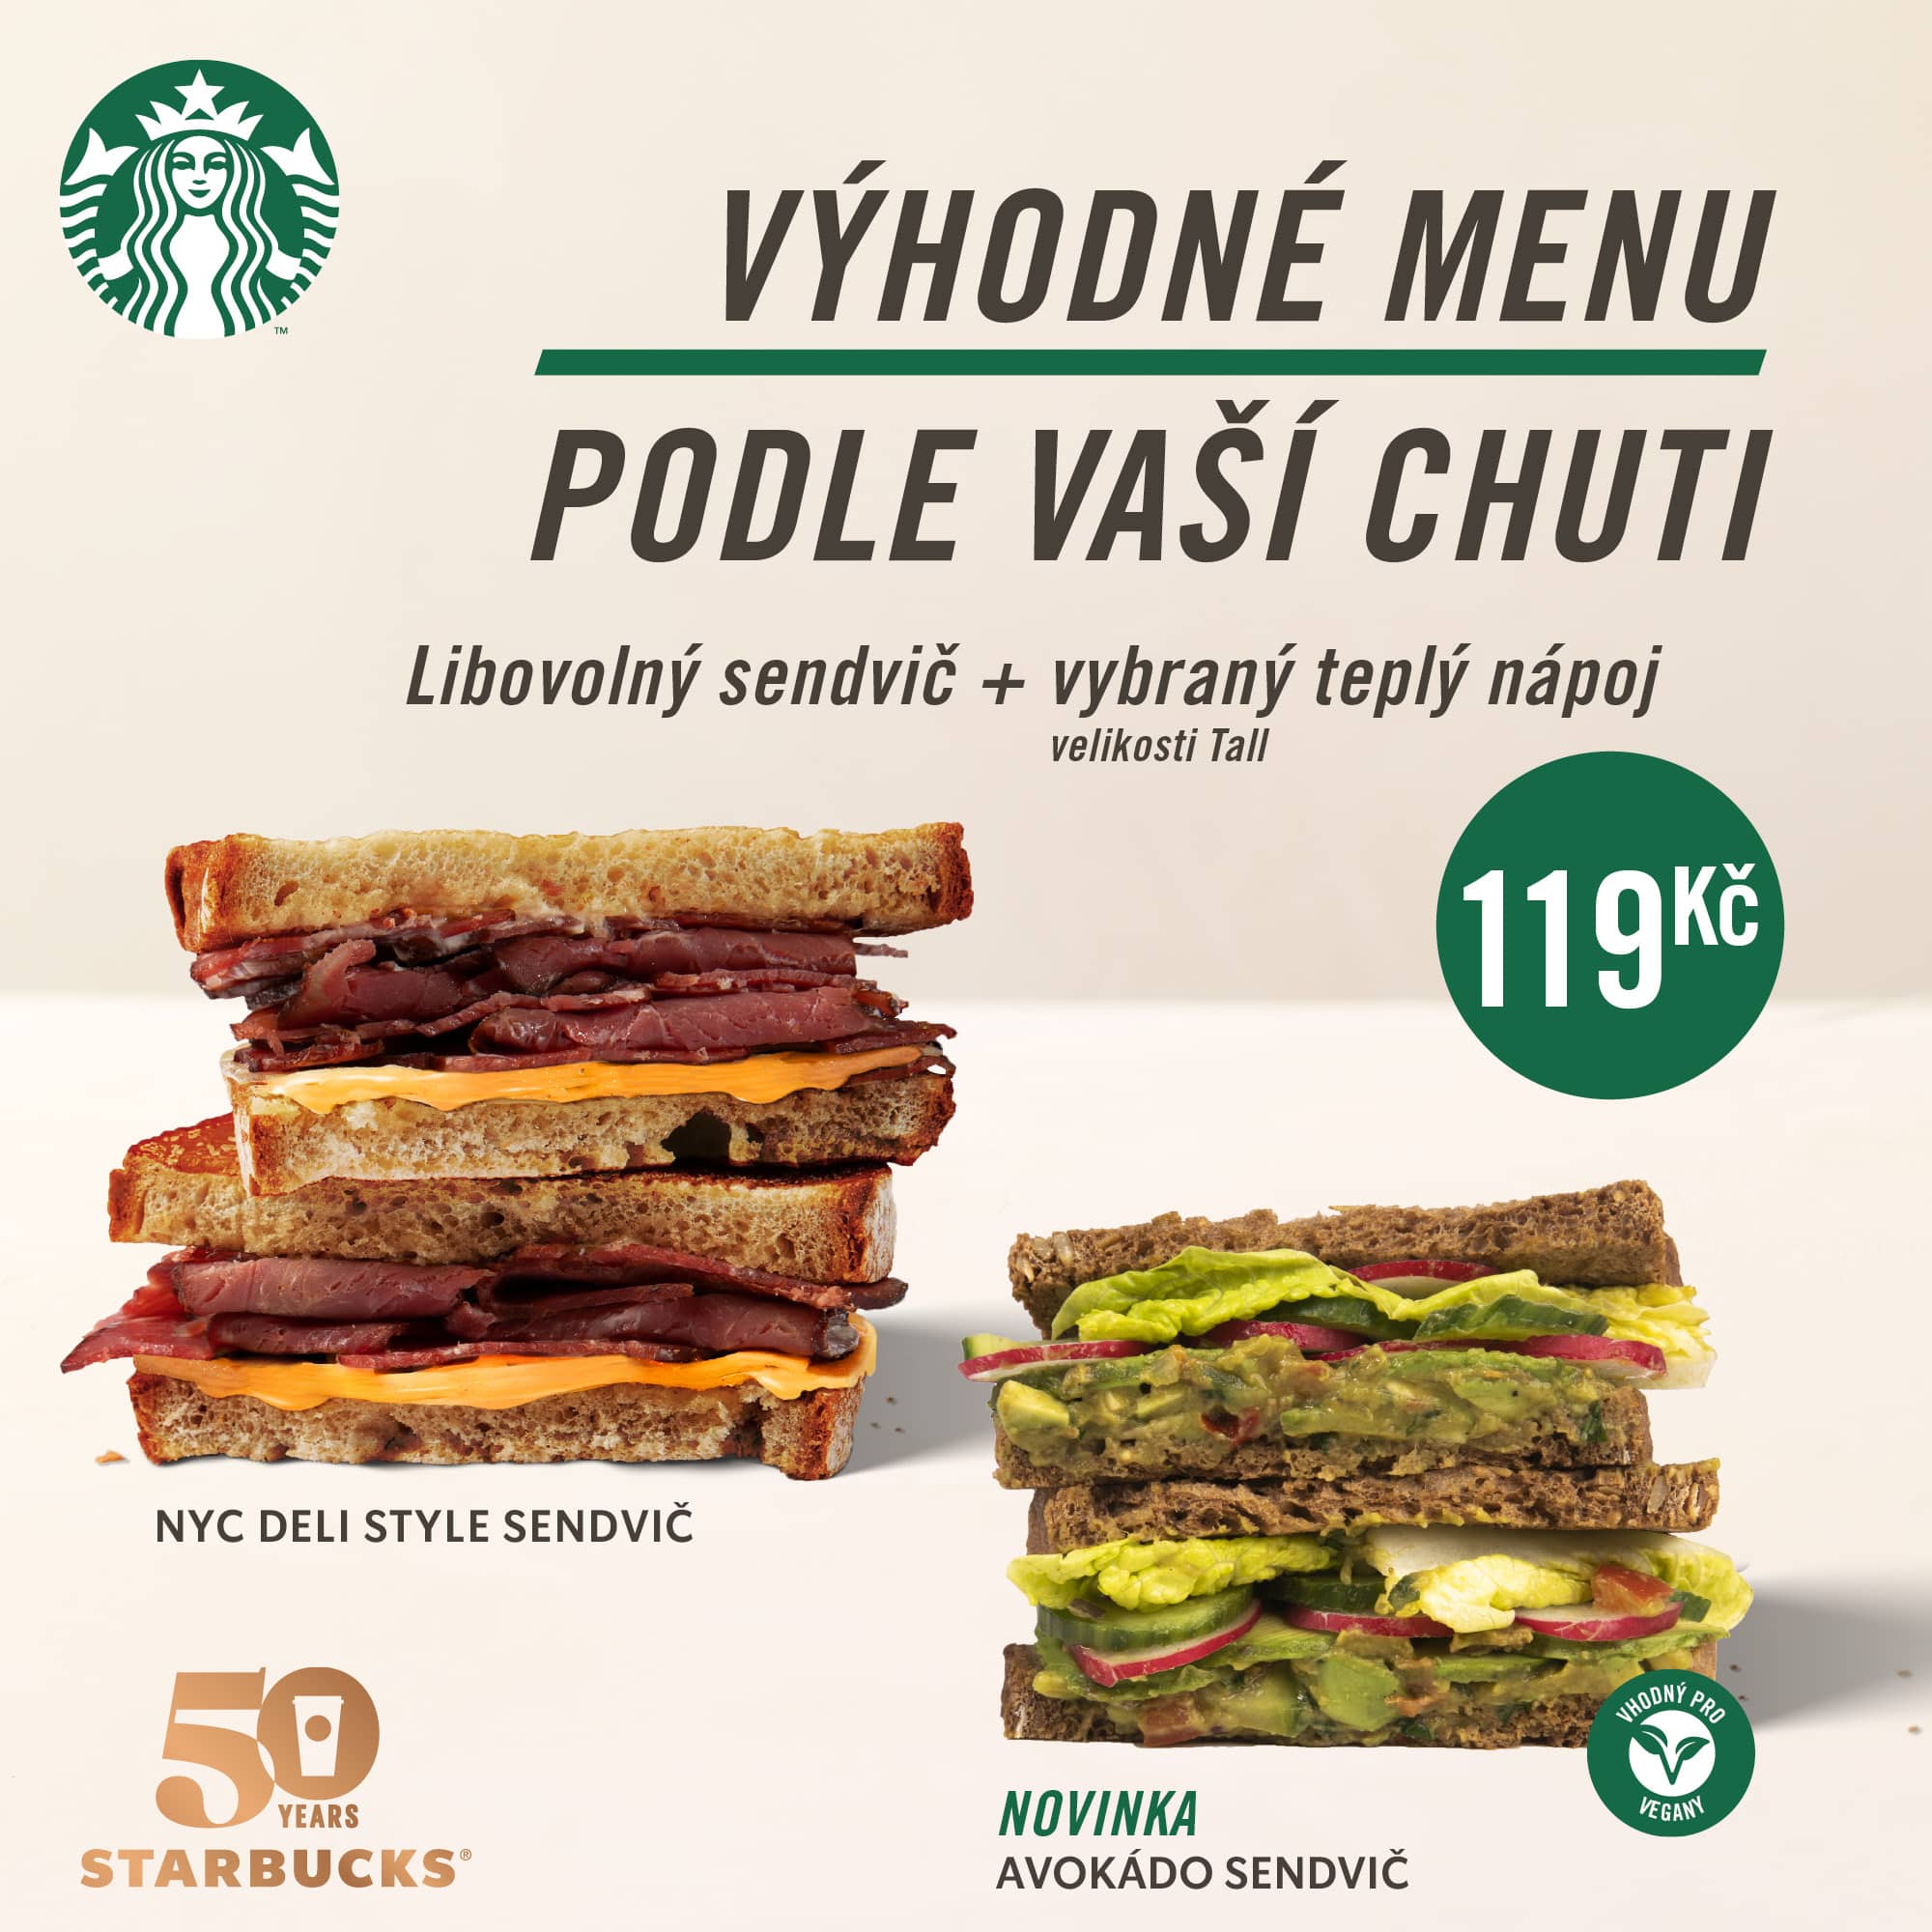 VÝHODNÉ MENU
PODLE VAŠÍ CHUTI
Libovolný sendvič + vybraný teplý nápoj
velikosti Tall
119Kč
NYC DELI STYLE SENDVIČ
VHODNÝ PRO
VEGANY
50
YEARS
STARBUCKS®
NOVINKA
AVOKÁDO SENDVIČ
TM